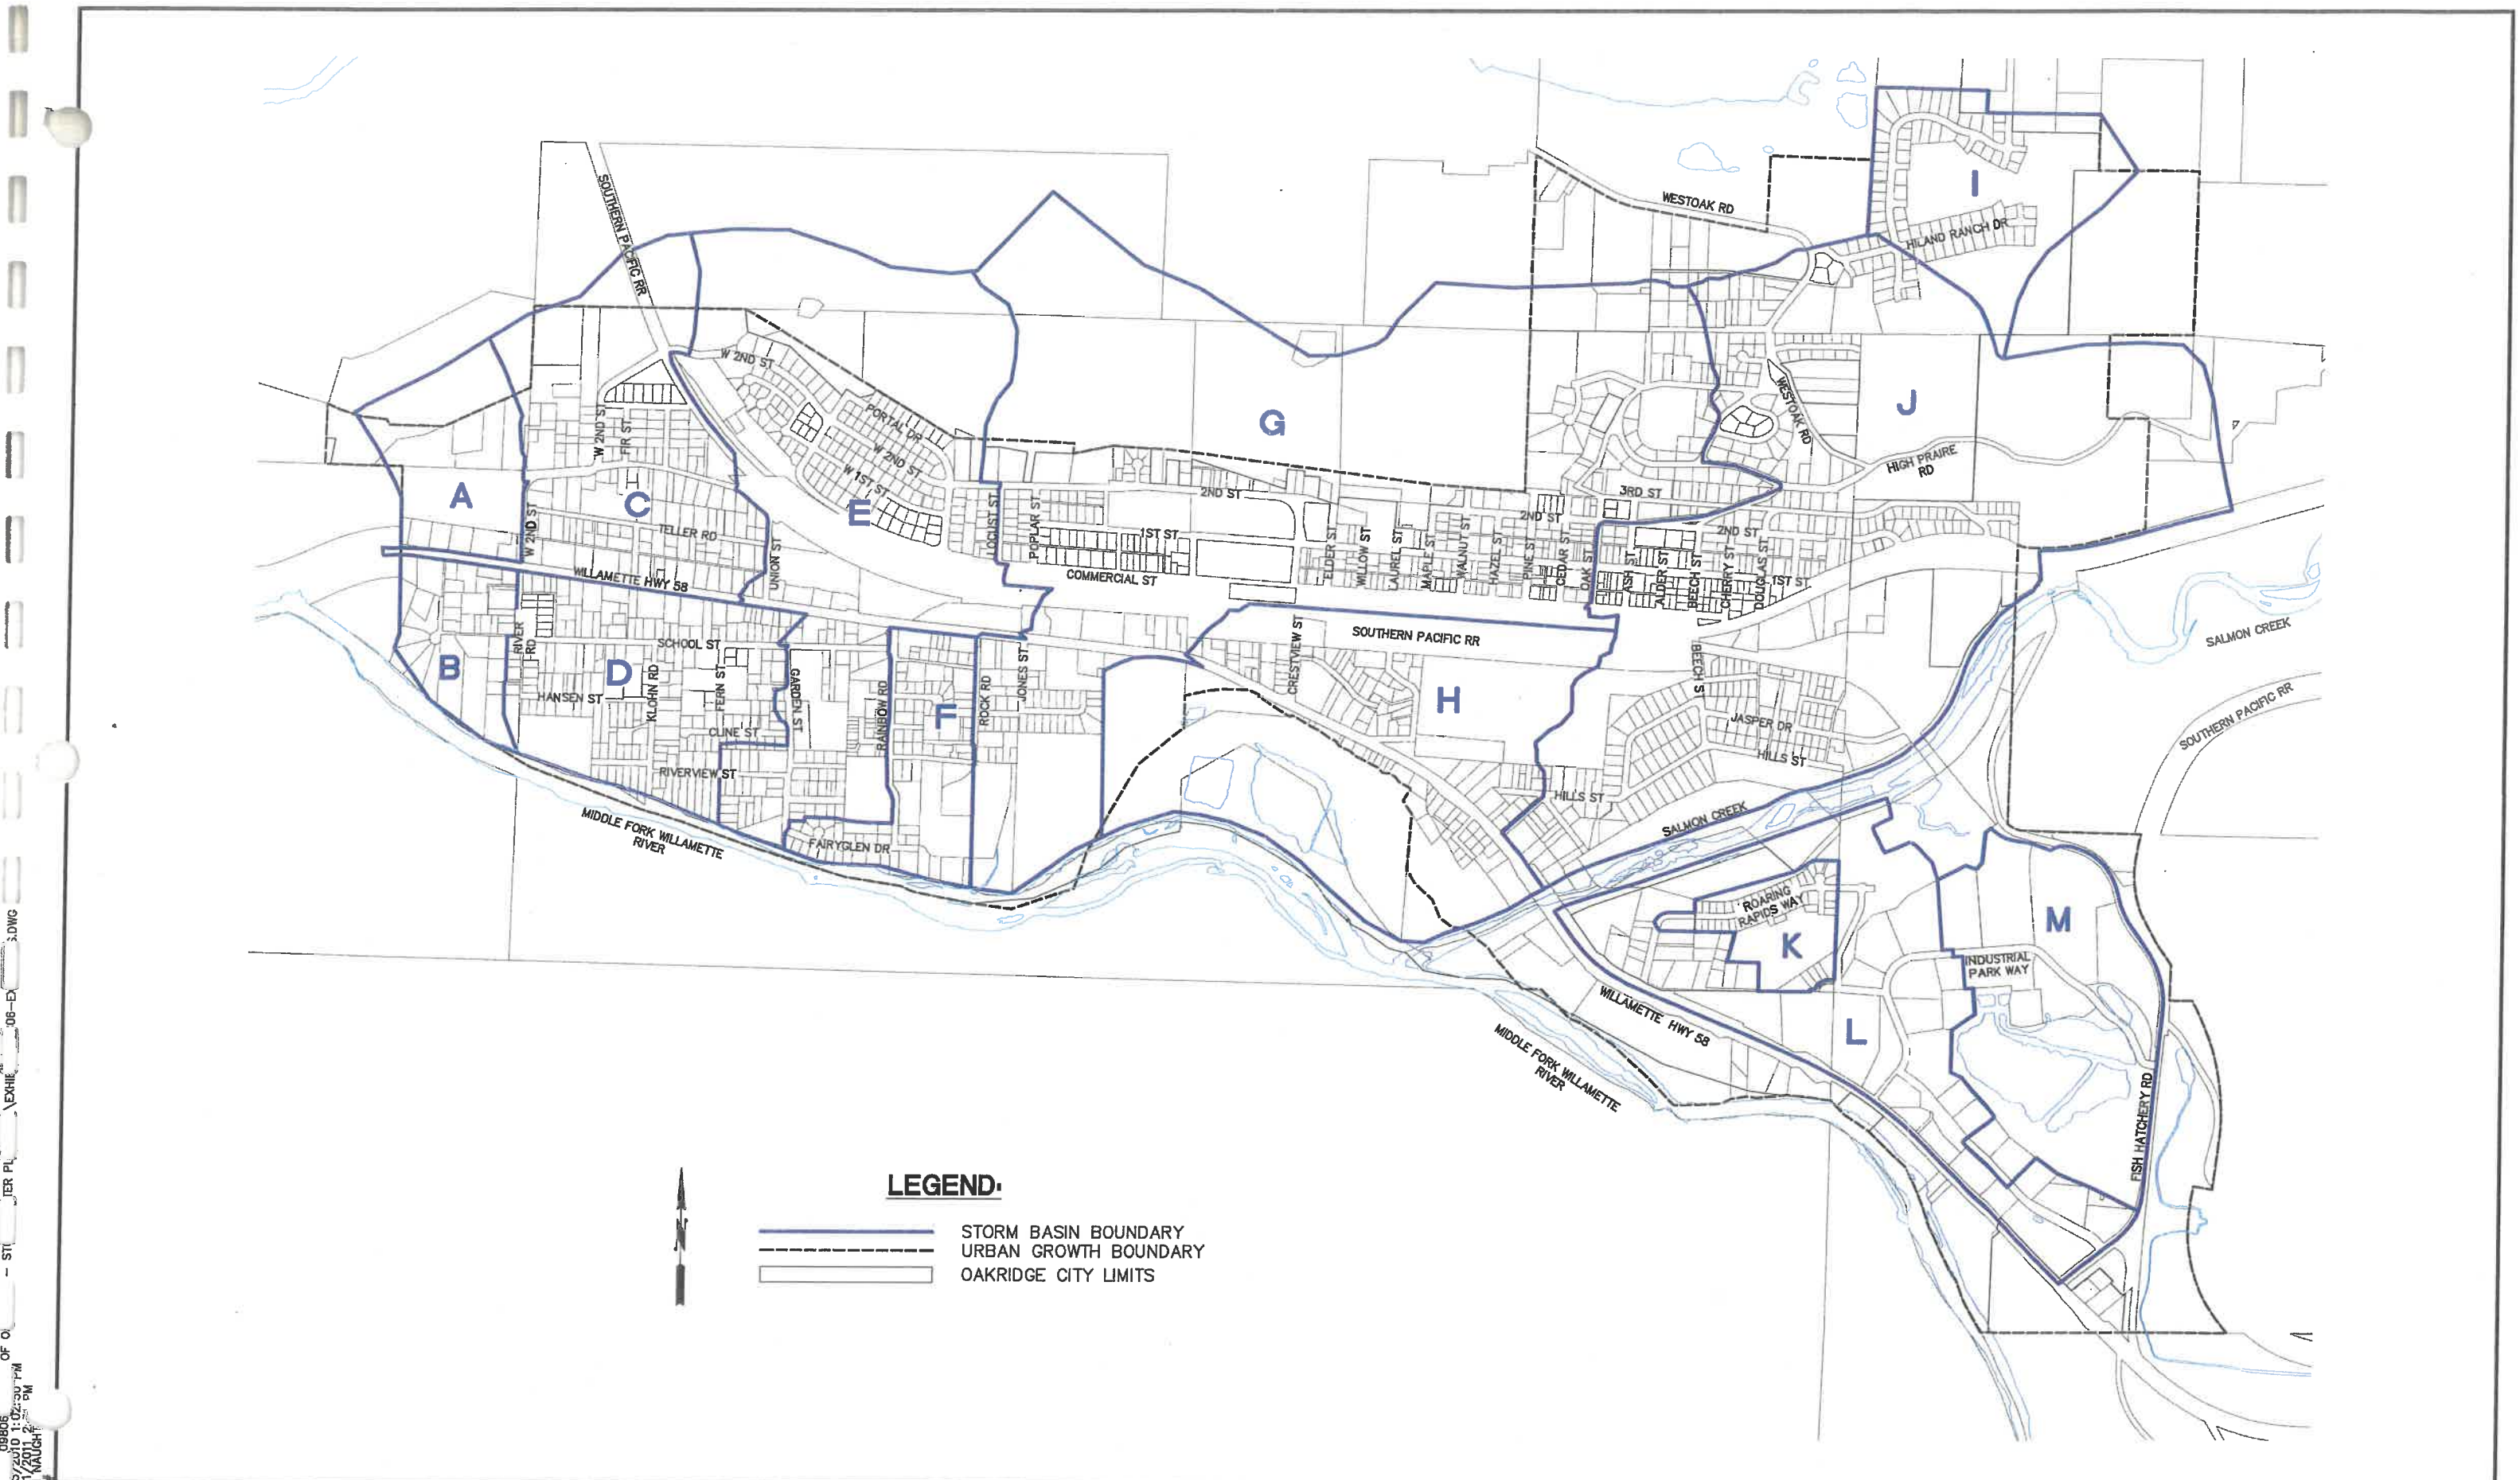 SOUTHERN PACIFIC RR
WESTOAK RD
I
HILAND RANCH DR
W 2ND ST
PORTAL DR
W 2ND ST
W 1ST ST
E
W 2ND ST
FIR ST
A
C
TELLER RD
W 2ND ST
UNION ST
WILLAMETTE HWY 58
G
WESTOAK RD
J
HIGH PRAIRE
RD
LOCUST ST
POPLAR ST
2ND ST
1ST ST
COMMERCIAL ST
3RD ST
2ND ST
2ND ST
1ST ST
ELDER ST
WILLOW ST
LAUREL ST
MAPLE ST
WALNUT ST
HAZEL ST
PINE ST
CEDAR ST
OAK ST
ASH ST
ALDER ST
BEECH ST
CHERRY ST
DOUGLAS ST
RIVER
RD
B
SCHOOL ST
D
HANSEN ST
KLOHN RD
FERN ST
GARDEN ST
CLINE ST
RIVERVIEW ST
RAINBOW RD
F
ROCK RD
JONES ST
FAIRYGLEN DR
MIDDLE FORK WILLAMETTE
RIVER
CRESTVIEW ST
SOUTHERN PACIFIC RR
H
BEECH S
JASPER DR
HILLS ST
HILLS ST
SALMON CREEK
SALMON CREEK
SOUTHERN PACIFIC RR
ROARING
RAPIDS WAY
K
M
INDUSTRIAL
PARK WAY
L
WILLAMETTE HWY 58
MIDDLE FORK WILLAMETTE
RIVER
FISH HATCHERY RD
N
LEGEND:
STORM BASIN BOUNDARY
URBAN GROWTH BOUNDARY
OAKRIDGE CITY LIMITS